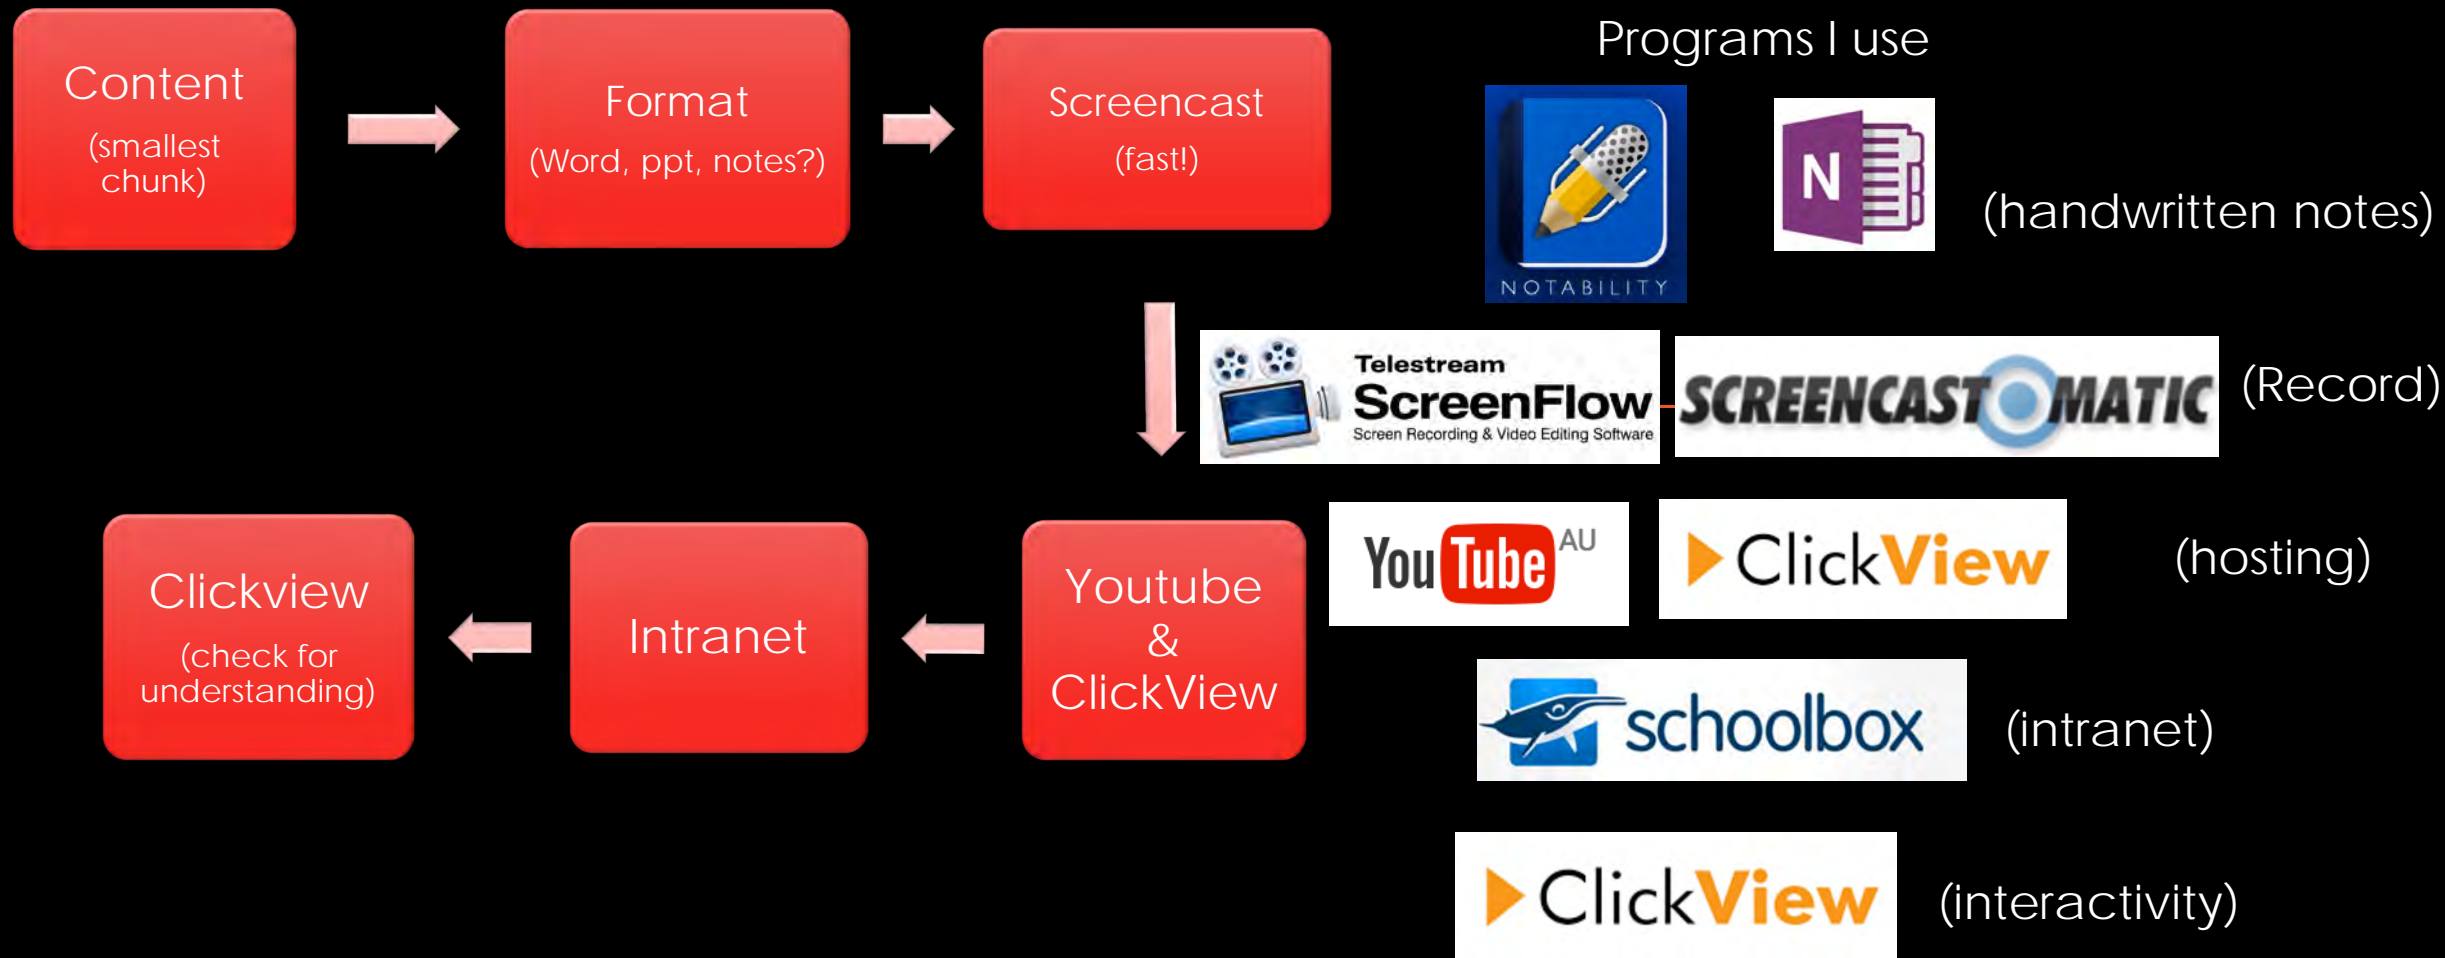 Content
(smallest
chunk)
Format
(Word, ppt, notes?)
Screencast
(fast!)
Programs I use
NOTABILITY
N
(handwritten notes)
Telestream
ScreenFlow
Screen Recording & Video Editing Software
SCREENCAST O MATIC
(Record)
Clickview
(check for
understanding)
Intranet
Youtube
&
ClickView
YouTube AU
ClickView
(hosting)
schoolbox
(intranet)
ClickView
(interactivity)